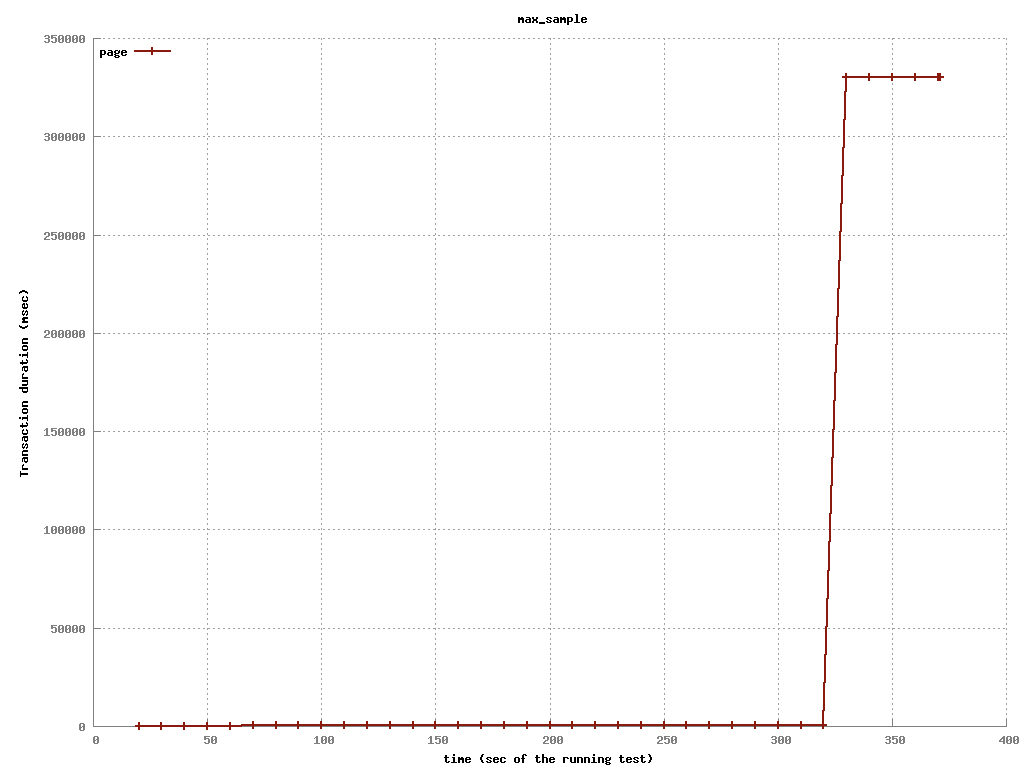 max_sample
350000
page
300000
250000
200000
150000
100000
50000
0
Transaction duration (msec)
0 50 100 150 200 250 300 350 400
time (sec of the running test)